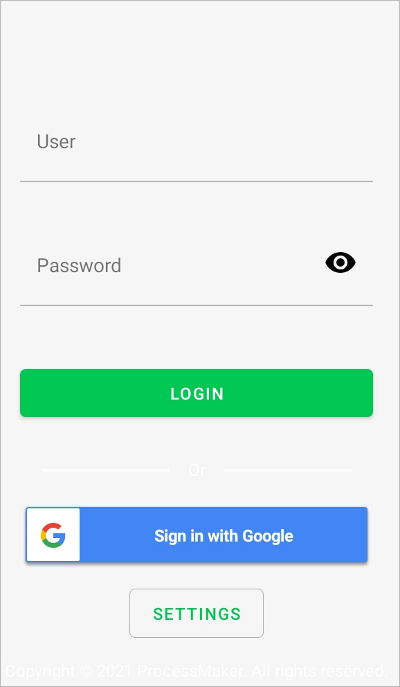 User
Password
LOGIN
Or
Sign in with Google
SETTINGS
Copyright © 2021 ProcessMaker. All rights reserved.